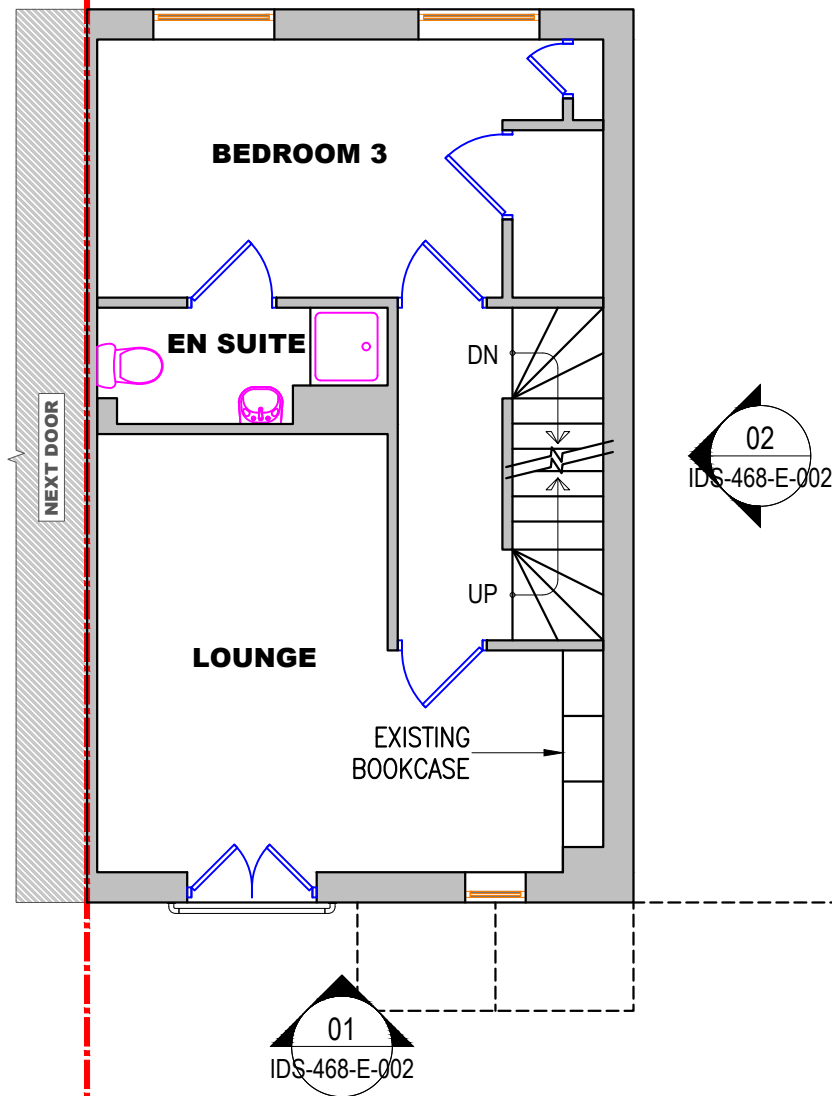 BEDROOM 3
EN SUITE
DN
NEXT DOOR
02
IDS-468-E-002
UP
LOUNGE
EXISTING
BOOKCASE
01
IDS-468-E-002